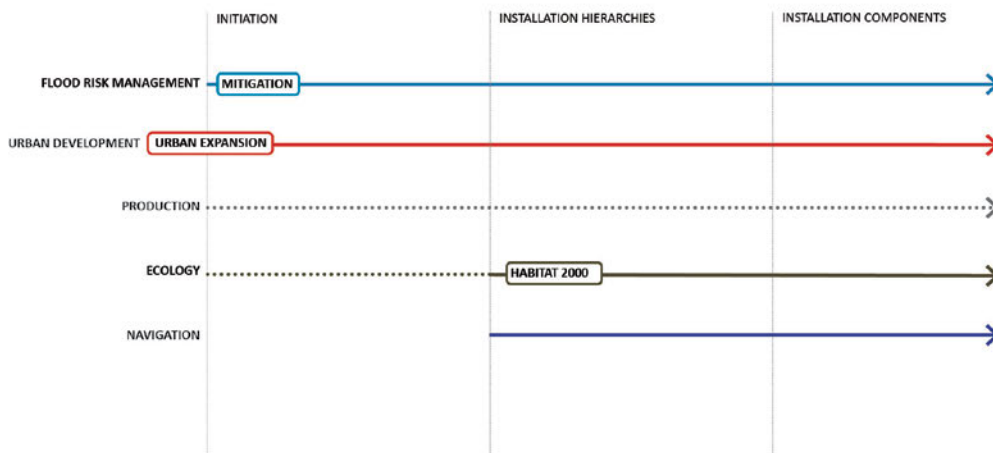 INITIATION
INSTALLATION HIERARCHIES
INSTALLATION COMPONENTS
FLOOD RISK MANAGEMENT
MITIGATION
URBAN DEVELOPMENT
URBAN EXPANSION
PRODUCTION
ECOLOGY
HABITAT 2000
NAVIGATION